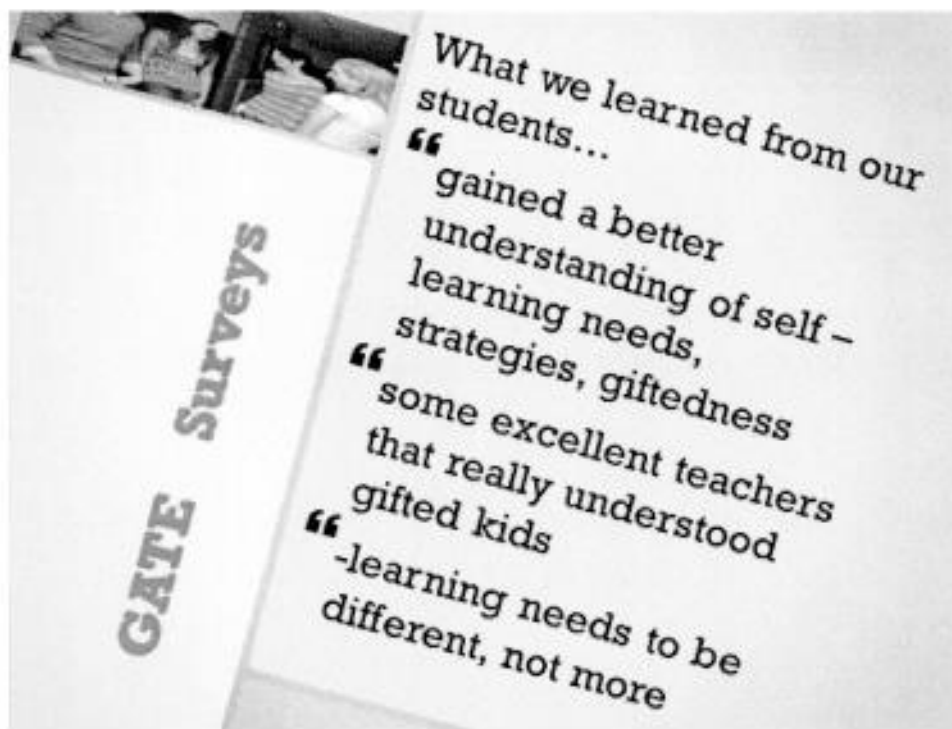 What we learned from our
students...
“
gained a better
understanding of self –
learning needs,
strategies, giftedness
“
some excellent teachers
that really understood
gifted kids
“
-learning needs to be
different, not more
GATE Surveys